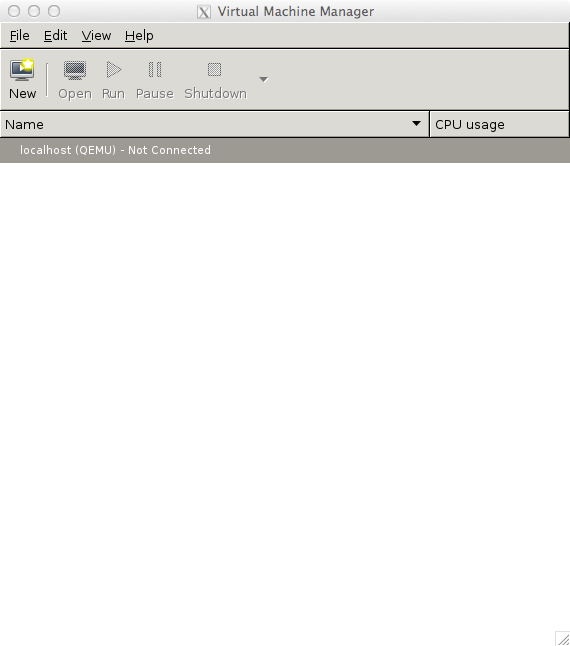 Virtual Machine Manager
File Edit View Help
New Open Run Pause Shutdown
Name CPU usage
localhost (QEMU) - Not Connected